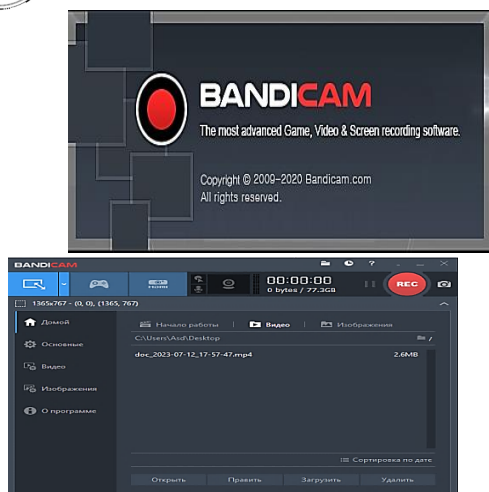 BANDICAM
The most advanced Game, Video & Screen recording software.
Copyright © 2009-2020 Bandicam.com
All rights reserved.
BANDICAM
HDMI
00:00:00
0 bytes / 77.3GB
REC
1365x767 - (0, 0), (1365, 767)
Домой
Начало работы
Видео
Изображения
C:\Users\Asd\Desktop
Основные
doc_2023-07-12_17-57-47.mp4
2.6MB
Видео
Изображения
О программе
Сортировка по дате
Открыть
Править
Загрузить
Удалить